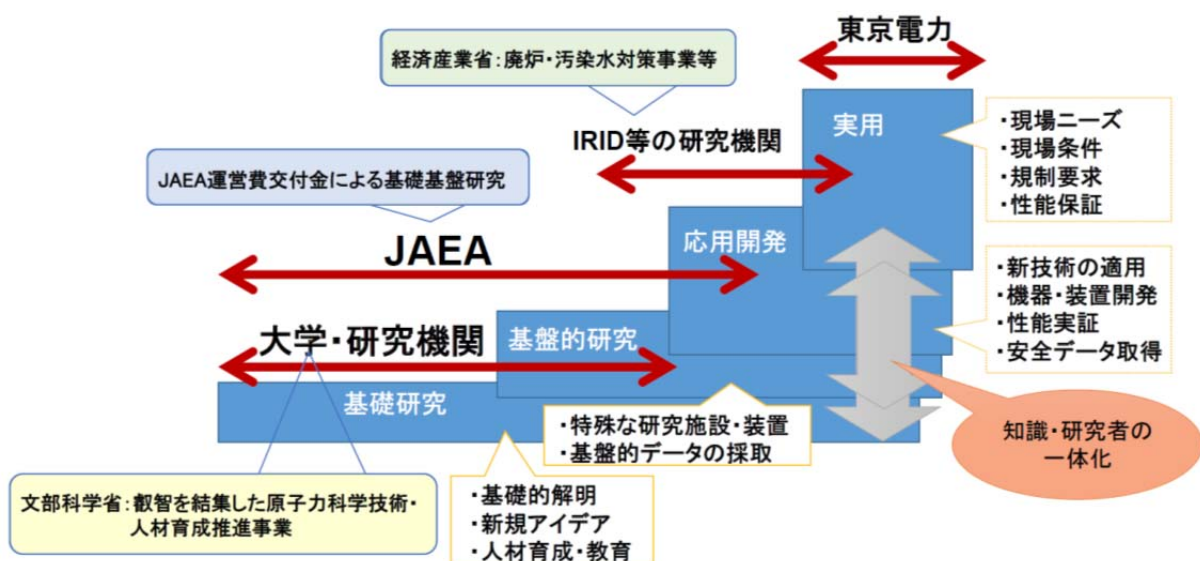 東京電力
経済産業省：廃炉・汚染水対策事業等
実用
・現場ニーズ
・現場条件
・規制要求
・性能保証
IRID等の研究機関
JAEA運営費交付金による基礎基盤研究
応用開発
JAEA
・新技術の適用
・機器・装置開発
・性能実証
・安全データ取得
大学・研究機関
基盤的研究
基礎研究
・特殊な研究施設・装置
・基盤的データの採取
知識・研究者の
一体化
文部科学省：叡智を結集した原子力科学技術・
人材育成推進事業
・基礎的解明
・新規アイデア
・人材育成・教育